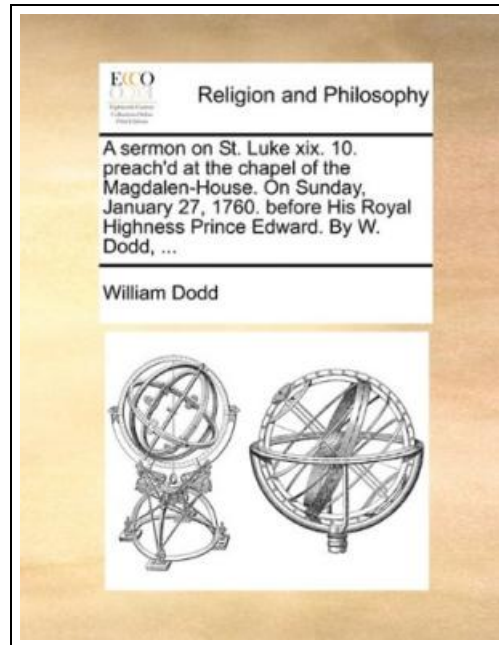 ECCO
Religion and Philosophy
A sermon on St. Luke xix. 10.
preach'd at the chapel of the
Magdalen-House. On Sunday,
January 27, 1760. before His Royal
Highness Prince Edward. By W.
Dodd, ...
William Dodd